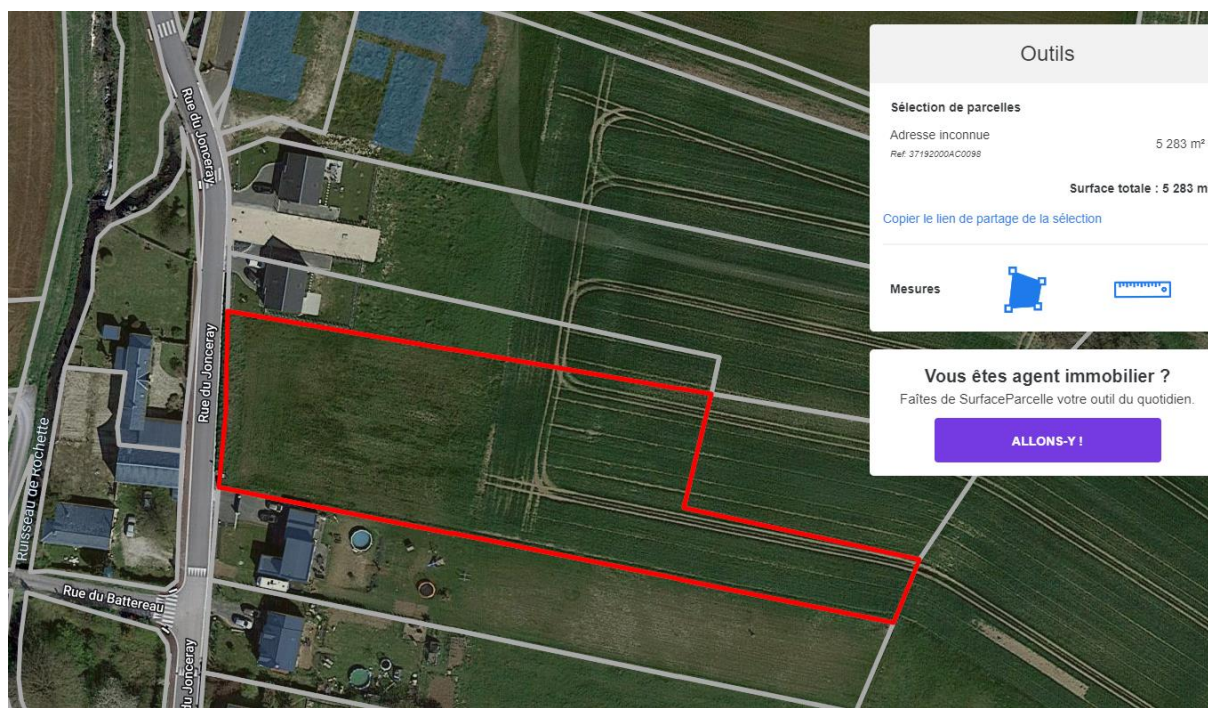 Outils
Sélection de parcelles
Adresse inconnue
5 283 m²
Ref: 37192000AC0098
Surface totale : 5 283 m
Copier le lien de partage de la sélection
Mesures
Vous êtes agent immobilier ?
Faîtes de SurfaceParcelle votre outil du quotidien.
ALLONS-Y !
Rue du Jonceray
Rue du Jonceray
Ruisseau de Rochette
Rue du Battereau
du Jonceray